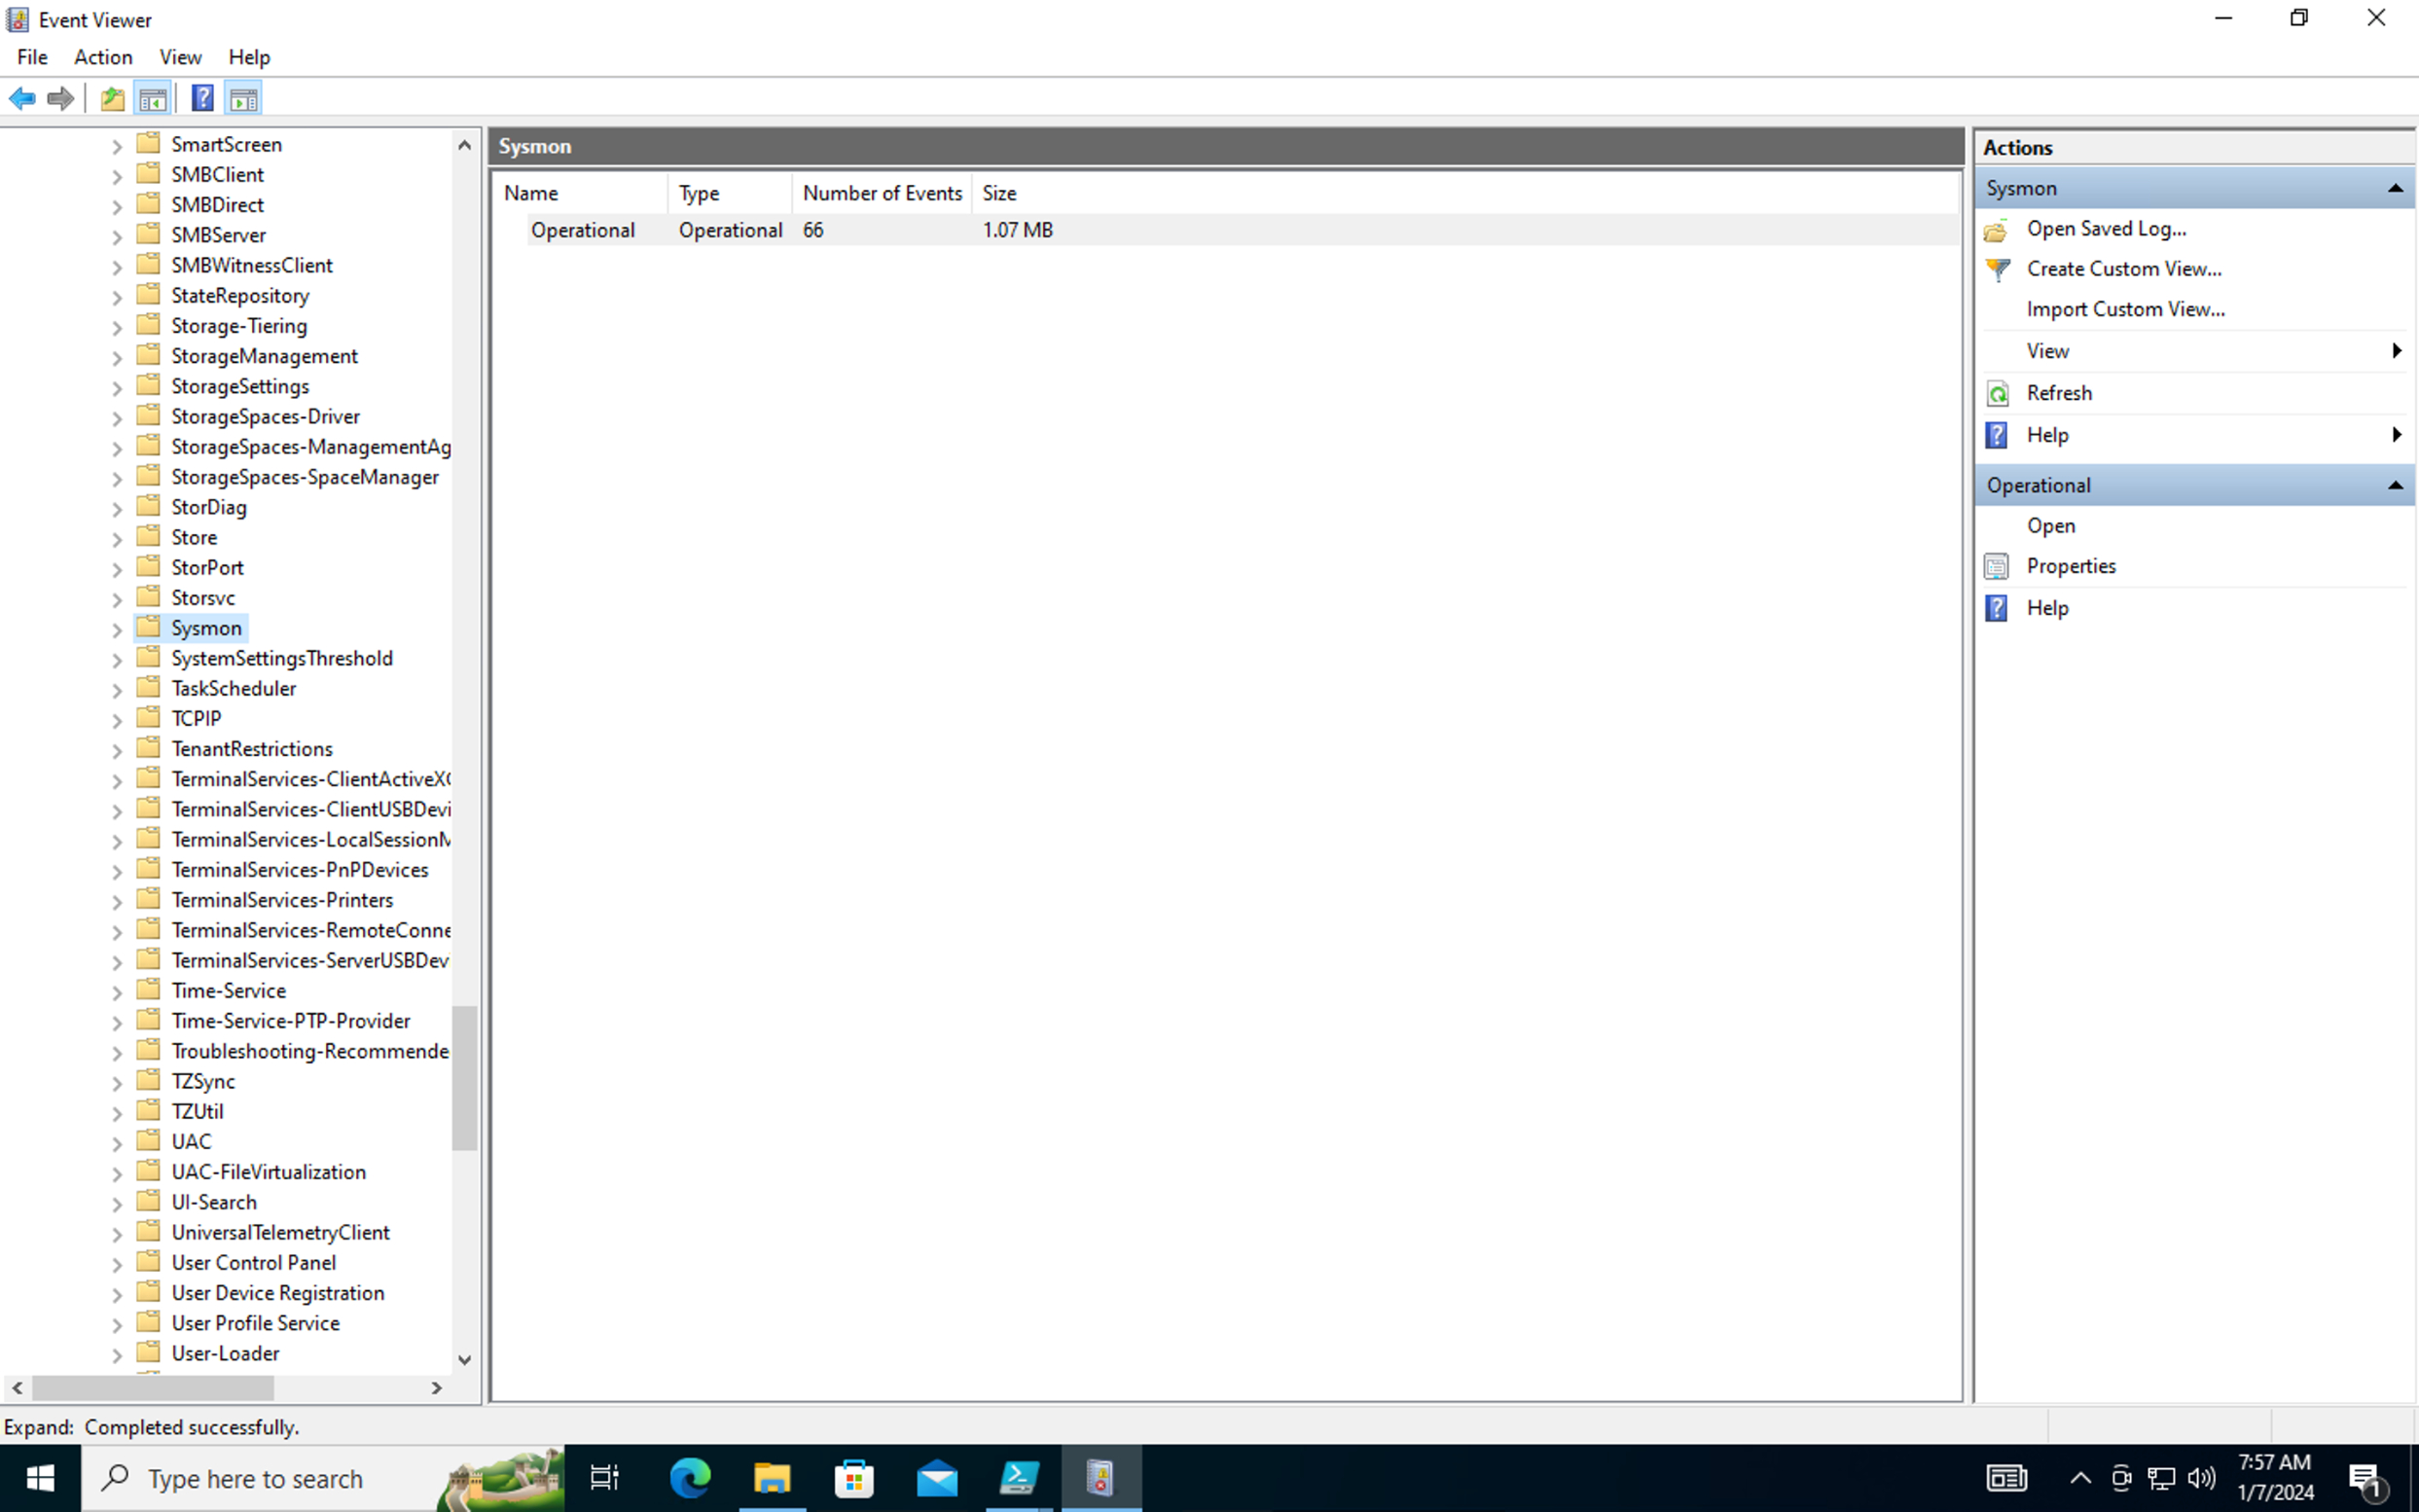 Event Viewer
File Action View Help
SmartScreen
SMBClient
SMBDirect
SMBServer
SMBWitnessClient
StateRepository
Storage-Tiering
StorageManagement
StorageSettings
StorageSpaces-Driver
StorageSpaces-ManagementAg
StorageSpaces-SpaceManager
StorDiag
Store
StorPort
Storsvc
Sysmon
SystemSettingsThreshold
TaskScheduler
TCPIP
TenantRestrictions
TerminalServices-ClientActiveX
TerminalServices-ClientUSBDevi
TerminalServices-LocalSession
TerminalServices-PnPDevices
TerminalServices-Printers
TerminalServices-RemoteConne
TerminalServices-ServerUSBDev
Time-Service
Time-Service-PTP-Provider
Troubleshooting-Recommende
TZSync
TZUtil
UAC
UAC-FileVirtualization
UI-Search
UniversalTelemetryClient
User Control Panel
User Device Registration
User Profile Service
User-Loader
Sysmon
Name Type Number of Events Size
Operational Operational 66 1.07 MB
Actions
Sysmon
Open Saved Log...
Create Custom View...
Import Custom View...
View
Refresh
Help
Operational
Open
Properties
Help
Expand: Completed successfully.
Type here to search
7:57 AM
1/7/2024
1